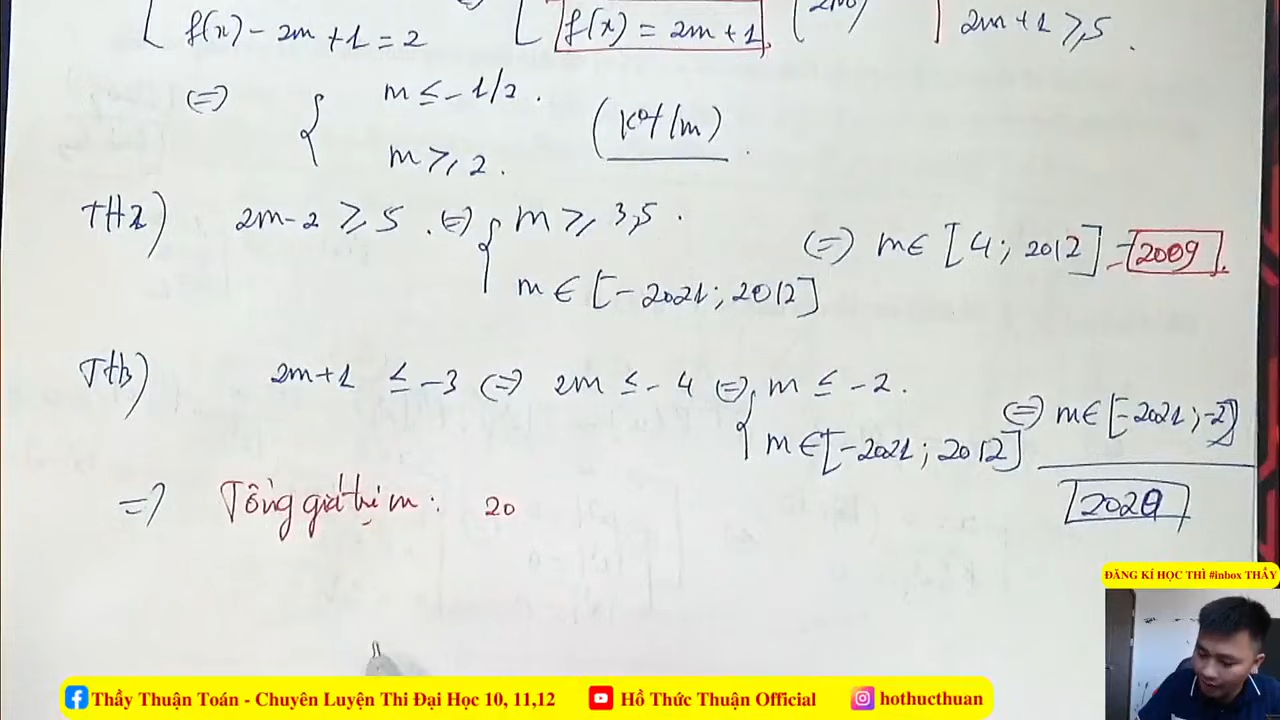 f(x) - 2m + 1 = 2 [ f(x) = 2m + 1, 2m + 1 ≥ 5.
⇔ { m ≤ -1/2. (Kot/m).
m ≥ 2.
TH2) 2m - 2 ≥ 5. ⇔ { m ≥ 3,5.
m ∈ [-2021; 2012] ⇔ m ∈ [4; 2012] = 2009.
TH3) 2m + 1 ≤ -3 ⇔ 2m ≤ -4 ⇔ { m ≤ -2.
m ∈ [-2021; 2012] ⇔ m ∈ [-2021; -2]
2020
⇒ Tổng giá trị m: 20
ĐĂNG KÍ HỌC THÌ #inbox THẦY
Thầy Thuận Toán - Chuyên Luyện Thi Đại Học 10, 11,12
Hồ Thức Thuận Official
hothucthuan